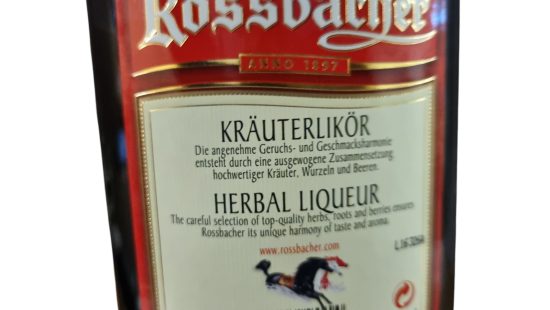 Rossbacher
ANNO 1897
KRÄUTERLIKÖR
Die angenehme Geruchs- und Geschmacksharmonie
entsteht durch eine ausgewogene Zusammensetzung
hochwertiger Kräuter, Wurzeln und Beeren.
HERBAL LIQUEUR
The careful selection of top-quality herbs, roots and berries ensures
Rossbacher its unique harmony of taste and aroma.
www.rossbacher.com